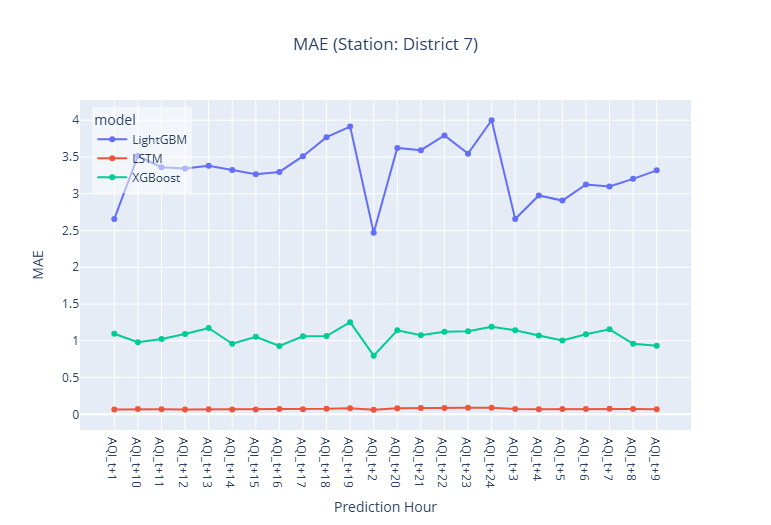 MAE (Station: District 7)
model
LightGBM
LSTM
XGBoost
MAE
4
3.5
3
2.5
2
1.5
1
0.5
0
AQI_t+1
AQI_t+10
AQI_t+11
AQI_t+12
AQI_t+13
AQI_t+14
AQI_t+15
AQI_t+16
AQI_t+17
AQI_t+18
AQI_t+19
AQI_t+2
AQI_t+20
AQI_t+21
AQI_t+22
AQI_t+23
AQI_t+24
AQI_t+3
AQI_t+4
AQI_t+5
AQI_t+6
AQI_t+7
AQI_t+8
AQI_t+9
Prediction Hour